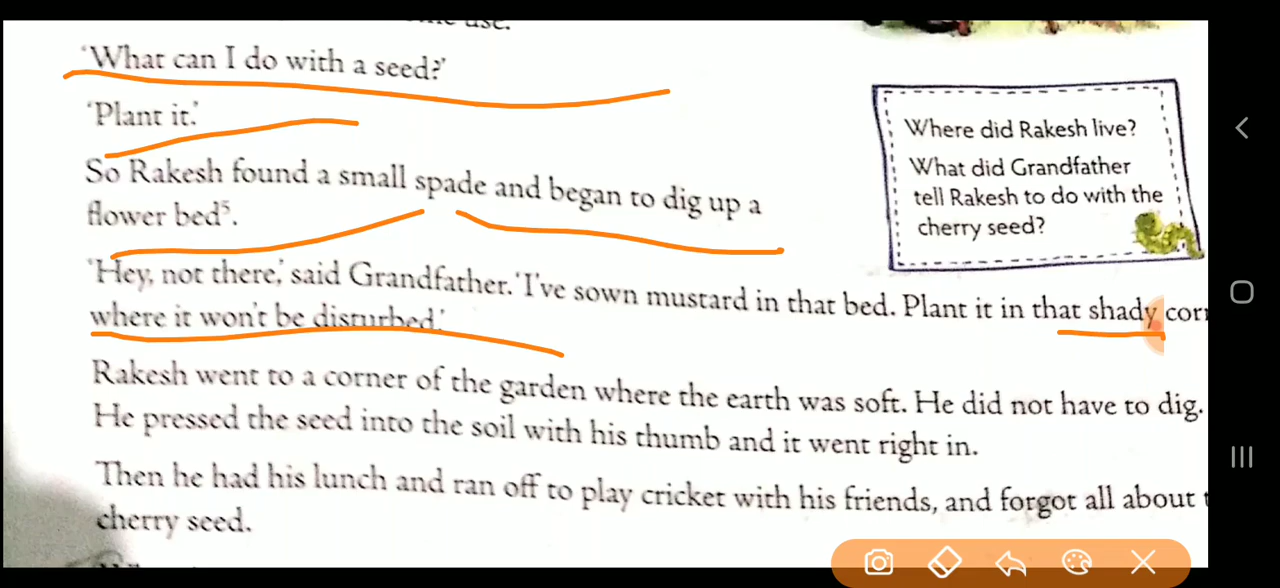 'What can I do with a seed?'
'Plant it.'
So Rakesh found a small spade and began to dig up a
flower bed⁵.
'Hey, not there,' said Grandfather. 'I've sown mustard in that bed. Plant it in that shady
where it won't be disturbed.'
Rakesh went to a corner of the garden where the earth was soft. He did not have to dig.
He pressed the seed into the soil with his thumb and it went right in.
Then he had his lunch and ran off to play cricket with his friends, and forgot all about
cherry seed.
Where did Rakesh live?
What did Grandfather
tell Rakesh to do with the
cherry seed?